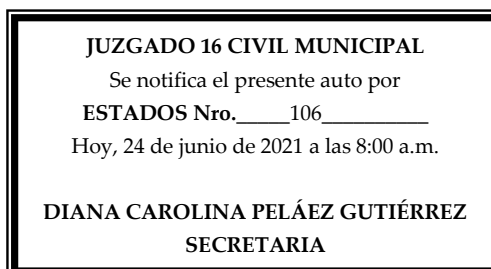 JUZGADO 16 CIVIL MUNICIPAL
Se notifica el presente auto por
ESTADOS Nro._____106__________
Hoy, 24 de junio de 2021 a las 8:00 a.m.
DIANA CAROLINA PELÁEZ GUTIÉRREZ
SECRETARIA